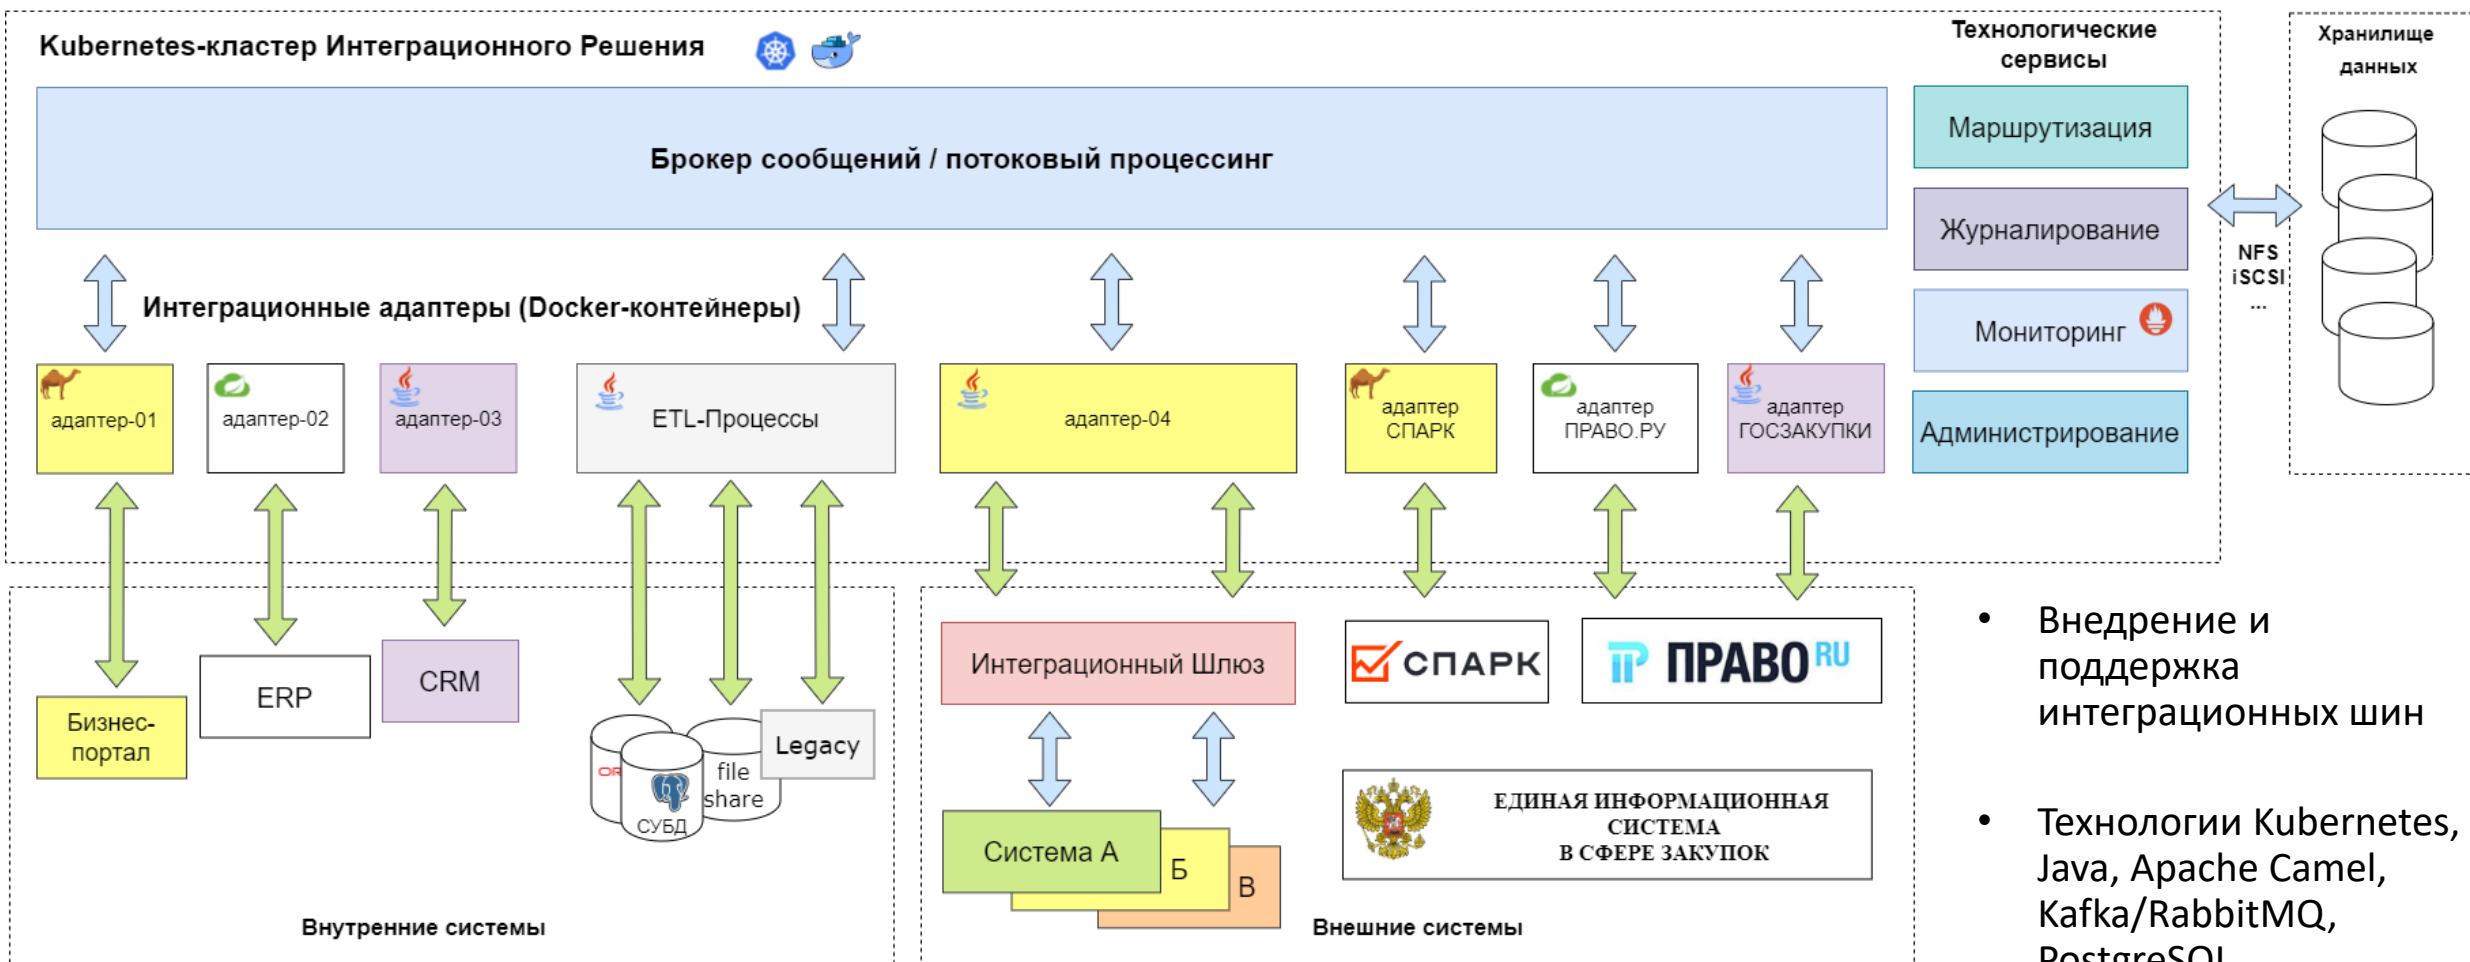 Kubernetes-кластер Интеграционного Решения
Технологические
сервисы
Хранилище
данных
Брокер сообщений / потоковый процессинг
Маршрутизация
Журналирование
Мониторинг
Администрирование
NFS
iSCSI
...
Интеграционные адаптеры (Docker-контейнеры)
адаптер-01
адаптер-02
адаптер-03
ETL-Процессы
адаптер-04
адаптер
СПАРК
адаптер
ПРАВО.РУ
адаптер
ГОСЗАКУПКИ
Бизнес-
портал
ERP
CRM
СУБД
file
share
Legacy
Внутренние системы
Интеграционный Шлюз
Система А
Б
В
СПАРК
ПРАВО RU
ЕДИНАЯ ИНФОРМАЦИОННАЯ
СИСТЕМА
В СФЕРЕ ЗАКУПОК
Внешние системы
• Внедрение и
поддержка
интеграционных шин
• Технологии Kubernetes,
Java, Apache Camel,
Kafka/RabbitMQ,
PostgreSQL